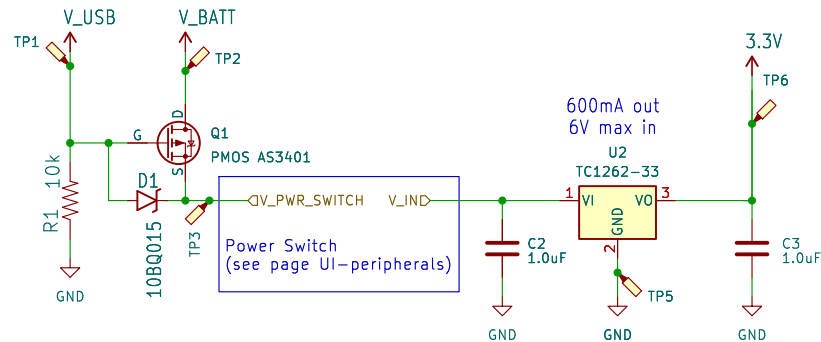 V_USB
V_BATT
TP1
TP2
3.3V
TP6
600mA out
6V max in
D
G
Q1
PMOS AS3401
S
U2
TC1262-33
R1 10k
D1
10BQ015
TP3
V_PWR_SWITCH
V_IN
1
VI
VO
3
GND
2
Power Switch
(see page UI-peripherals)
C2
1.0uF
C3
1.0uF
TP5
GND
GND
GND
GND